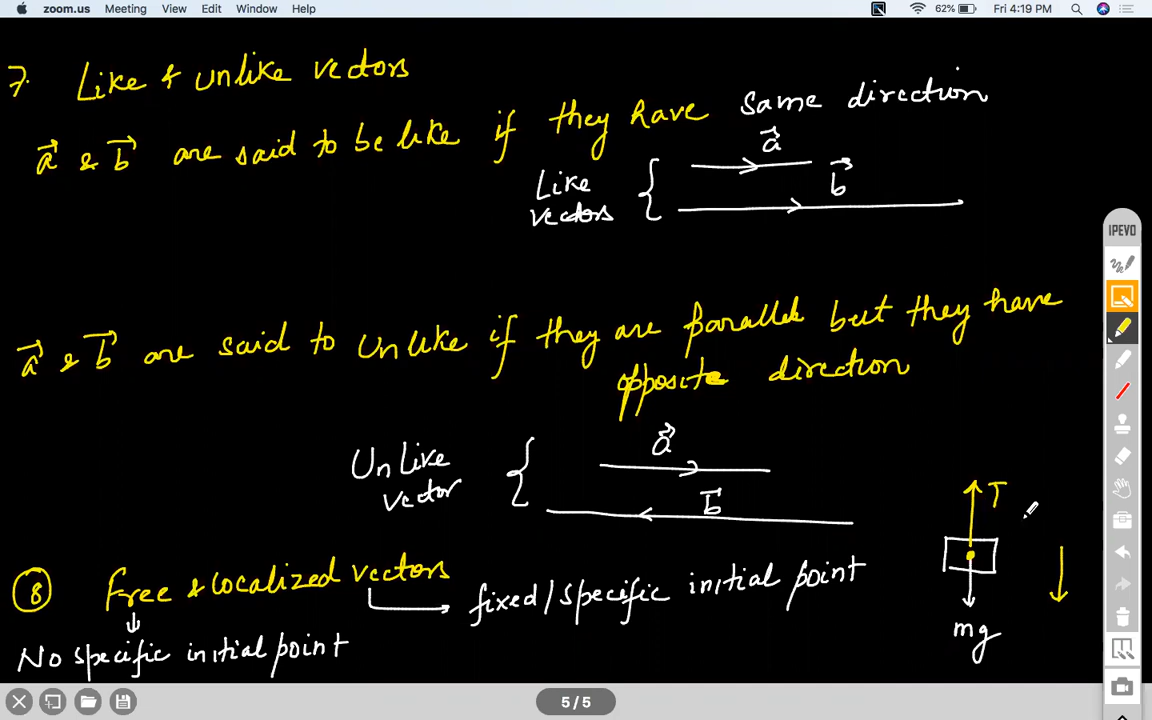 zoom.us Meeting View Edit Window Help 62% Fri 4:19 PM
7. Like & unlike vectors
a⃗ & b⃗ are said to be like if they have same direction
Like vectors { a⃗ b⃗
a⃗ & b⃗ are said to Unlike if they are parallel but they have
opposite direction
Unlike vector { a⃗ b⃗
8 Free & localized vectors
fixed/specific initial point
No specific initial point
T
mg
IPEVO
5/5